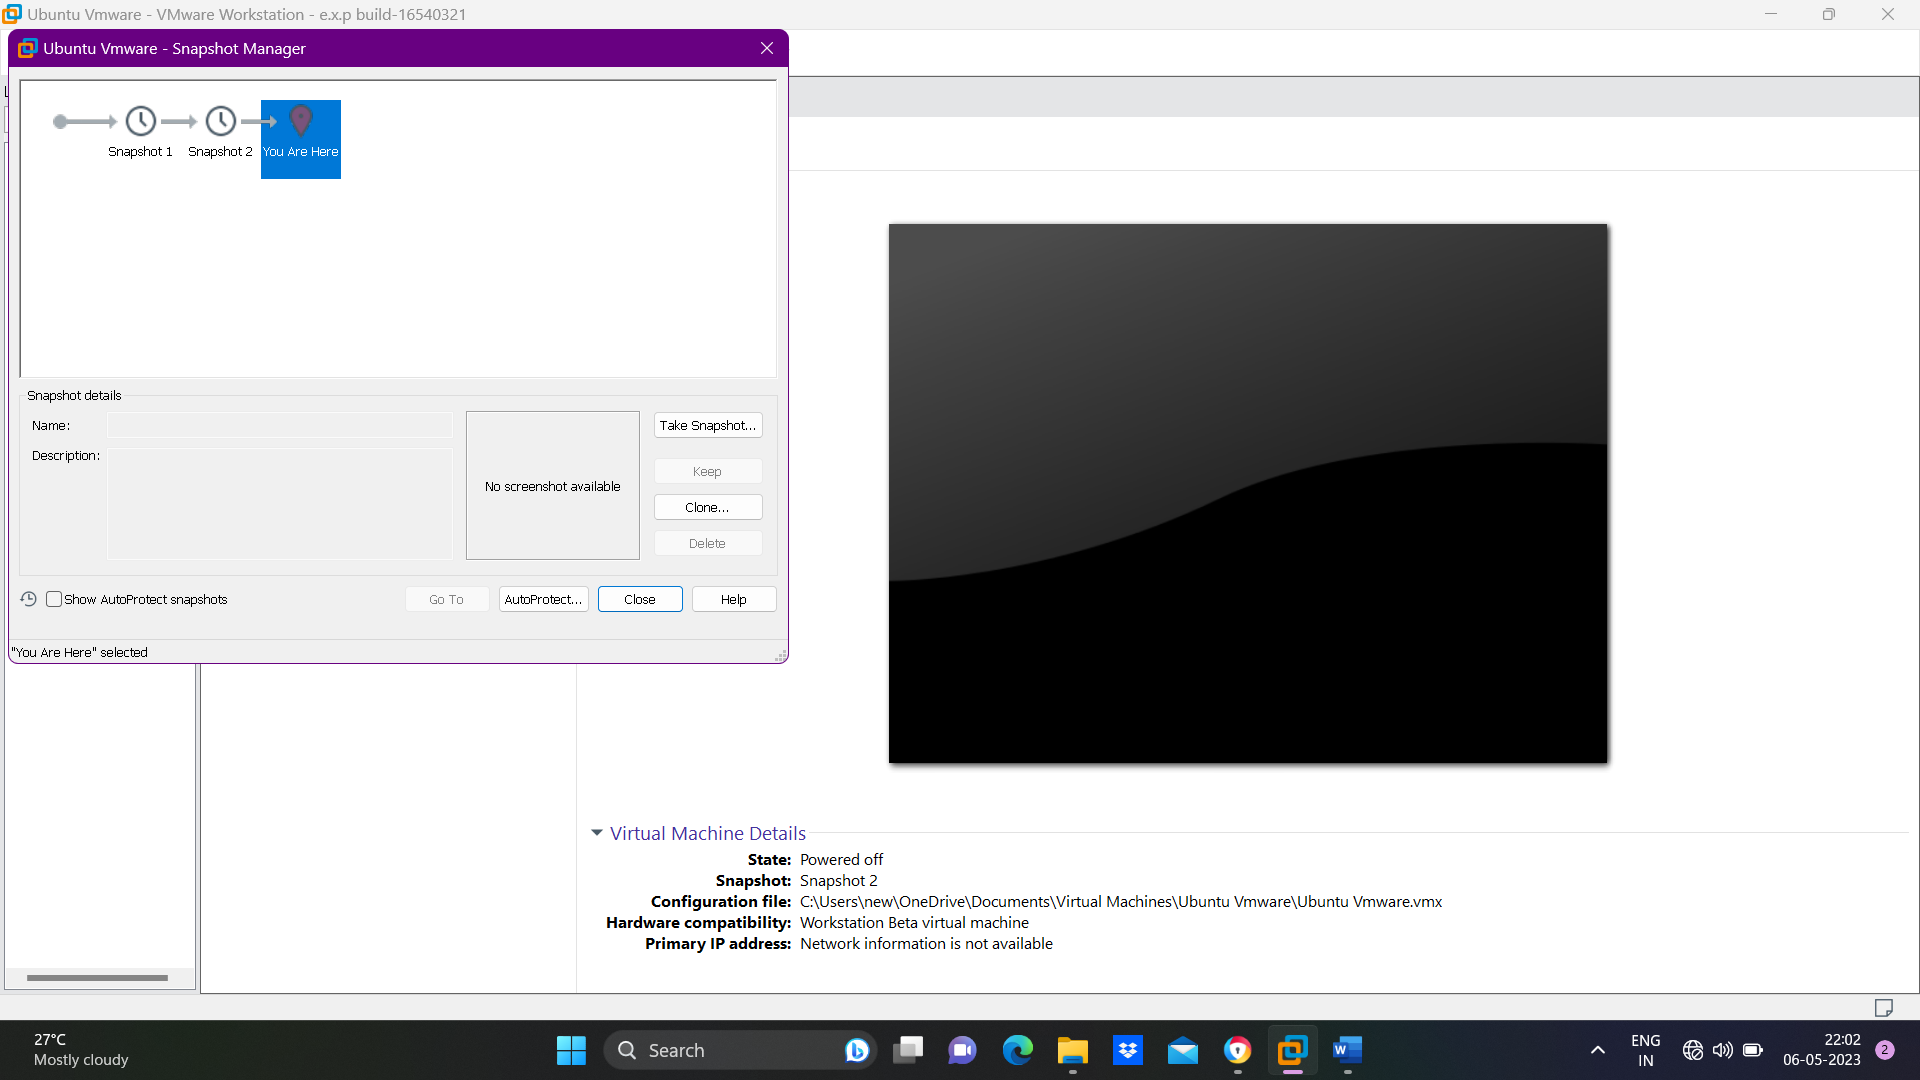 Ubuntu Vmware - VMware Workstation - e.x.p build-16540321
Ubuntu Vmware - Snapshot Manager
Snapshot 1
Snapshot 2
You Are Here
Snapshot details
Name:
Description:
No screenshot available
Take Snapshot...
Keep
Clone...
Delete
Show AutoProtect snapshots
Go To
AutoProtect...
Close
Help
"You Are Here" selected
Virtual Machine Details
State: Powered off
Snapshot: Snapshot 2
Configuration file: C:\Users\new\OneDrive\Documents\Virtual Machines\Ubuntu Vmware\Ubuntu Vmware.vmx
Hardware compatibility: Workstation Beta virtual machine
Primary IP address: Network information is not available
27°C
Mostly cloudy
Search
ENG
IN
22:02
06-05-2023
2